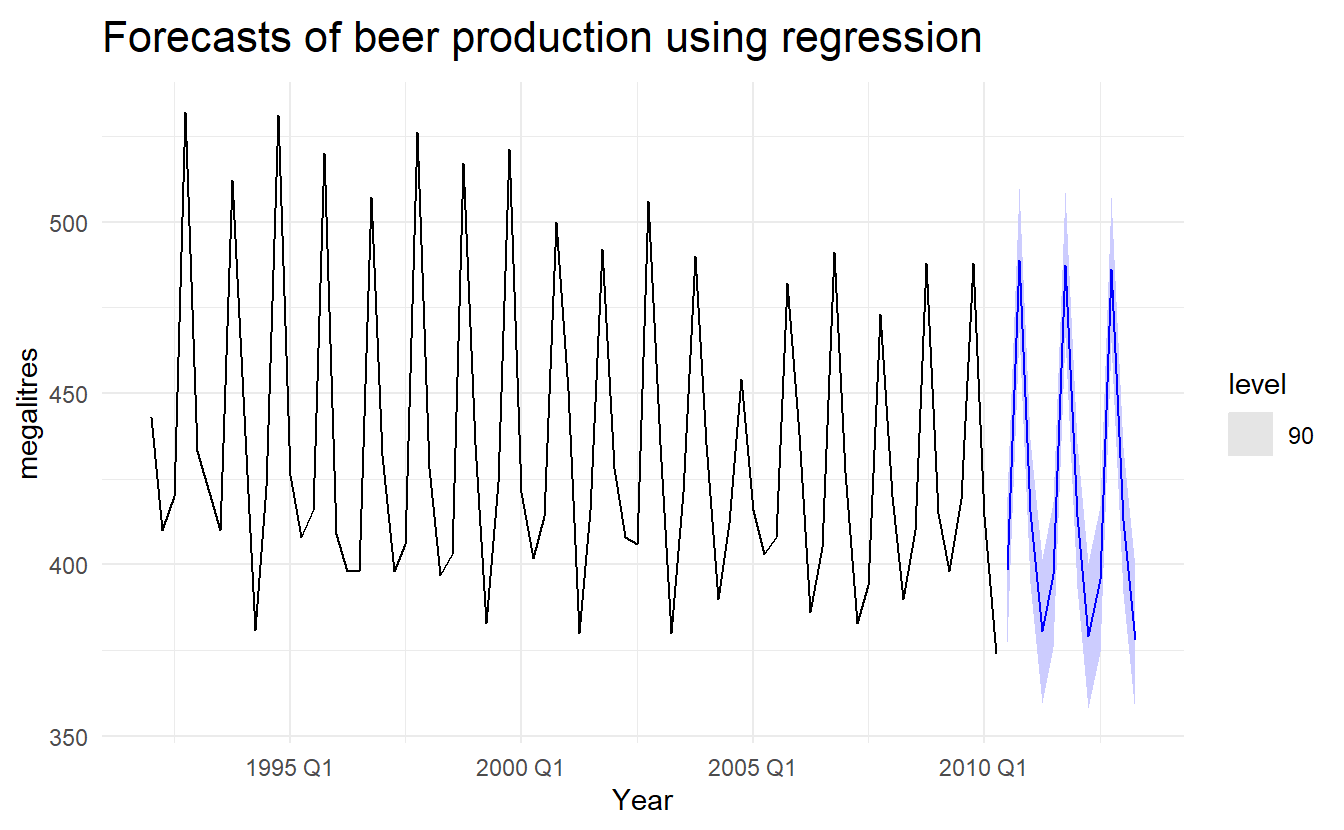 Forecasts of beer production using regression
500
450
400
350
megalitres
1995 Q1
2000 Q1
2005 Q1
2010 Q1
Year
level
90